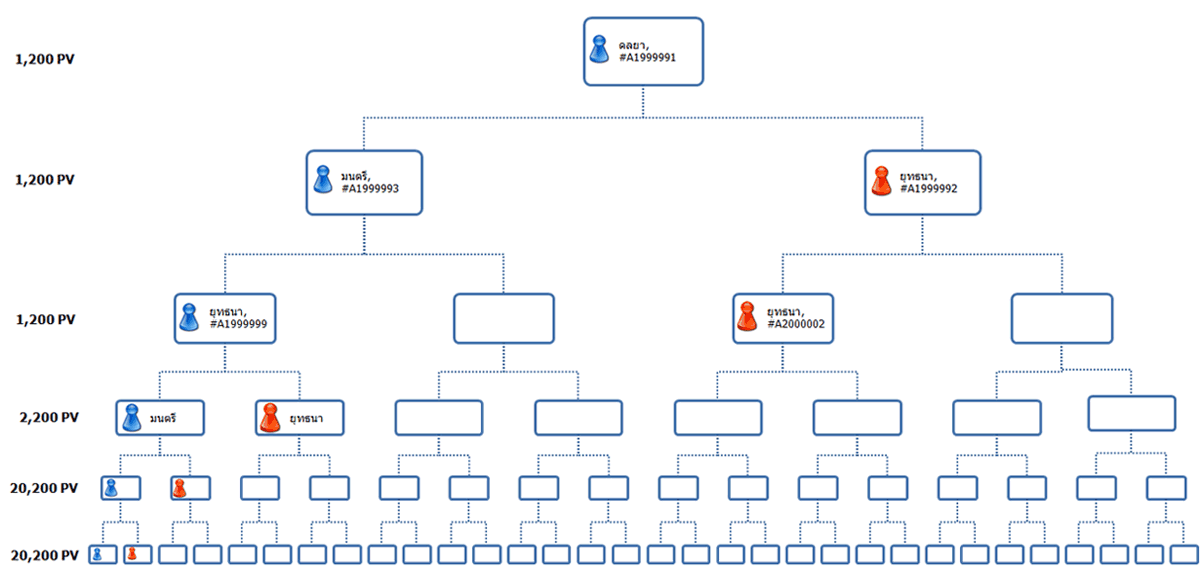 1,200 PV
ดลยา,
#A1999991
1,200 PV
มนตรี,
#A1999993
ยุทธนา,
#A1999992
1,200 PV
ยุทธนา,
#A1999999
ยุทธนา,
#A2000002
2,200 PV
มนตรี
ยุทธนา
20,200 PV
20,200 PV